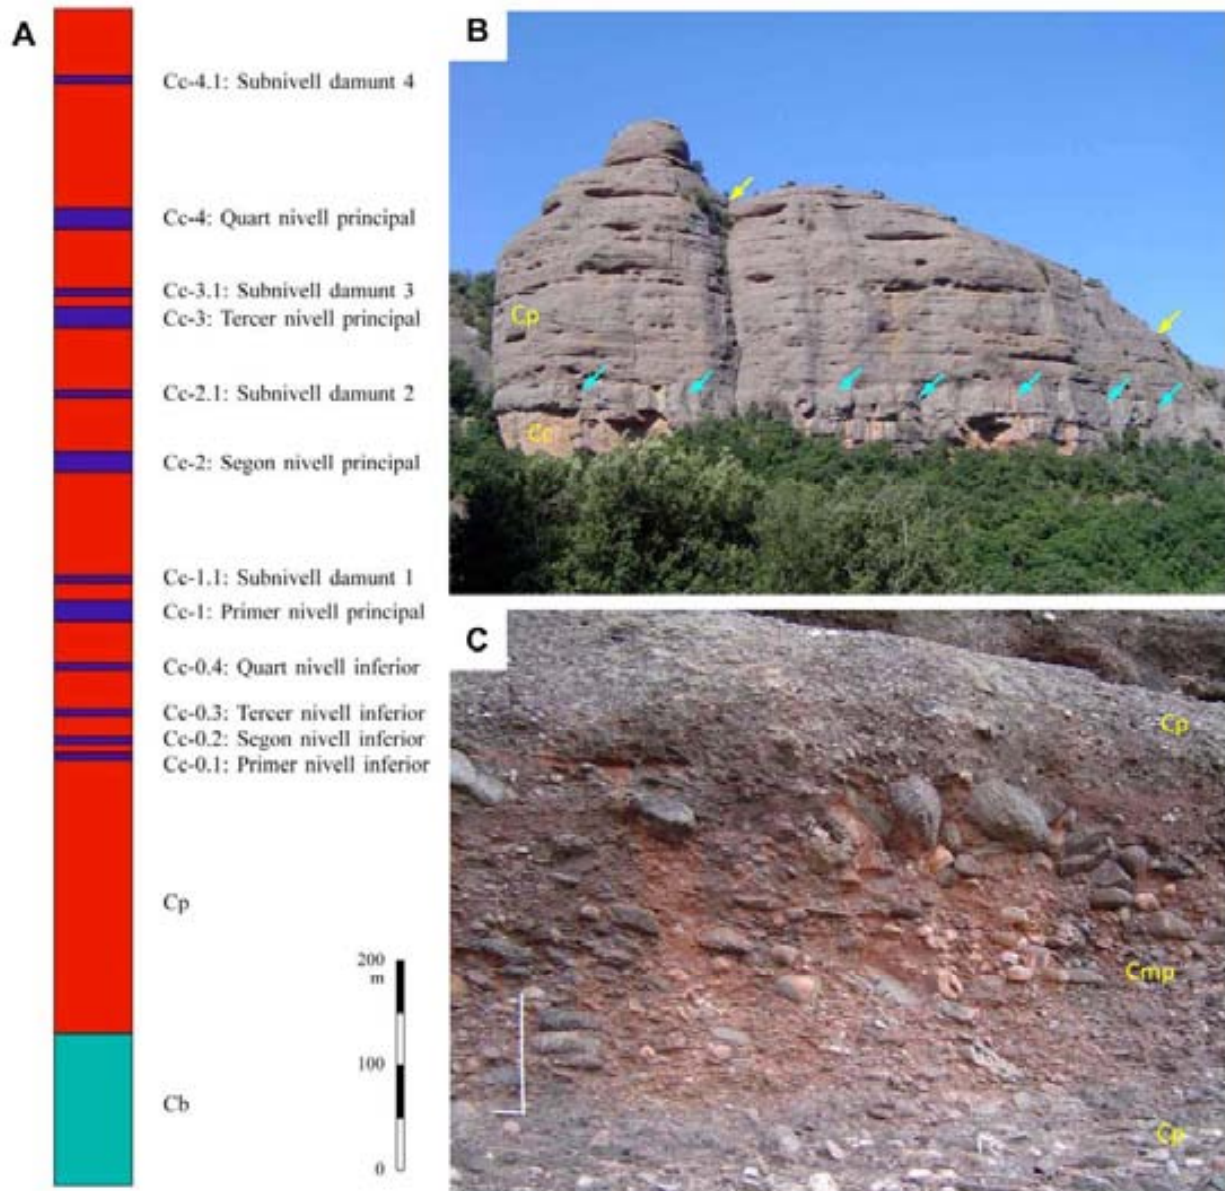 A
Cc-4.1: Subnivell damunt 4
Cc-4: Quart nivell principal
Cc-3.1: Subnivell damunt 3
Cc-3: Tercer nivell principal
Cc-2.1: Subnivell damunt 2
Cc-2: Segon nivell principal
Cc-1.1: Subnivell damunt 1
Cc-1: Primer nivell principal
Cc-0.4: Quart nivell inferior
Cc-0.3: Tercer nivell inferior
Cc-0.2: Segon nivell inferior
Cc-0.1: Primer nivell inferior
Cp
200
m
100
Cb
0
B
Cp
Cc
C
Cp
Cmp
Cp